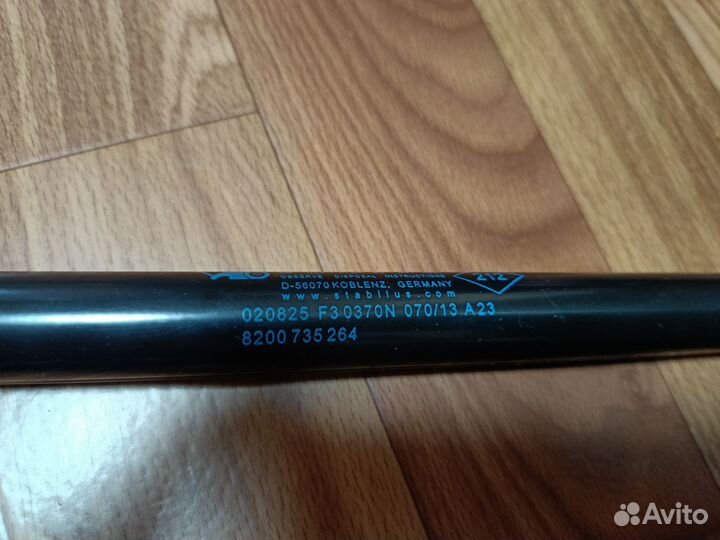 OBSERVE DISPOSAL INSTRUCTIONS
212
D-56070 KOBLENZ, GERMANY
www.stabilus.com
020825 F3 0370N 070/13 A23
8200 735 264
Avito